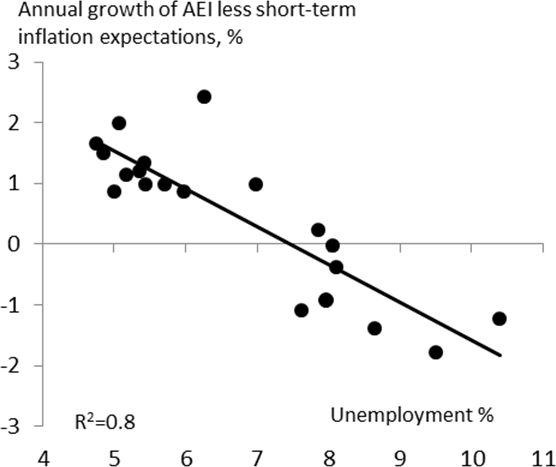 Annual growth of AEI less short-term
inflation expectations, %
3
2
1
0
-1
-2
-3
R²=0.8
Unemployment %
4 5 6 7 8 9 10 11